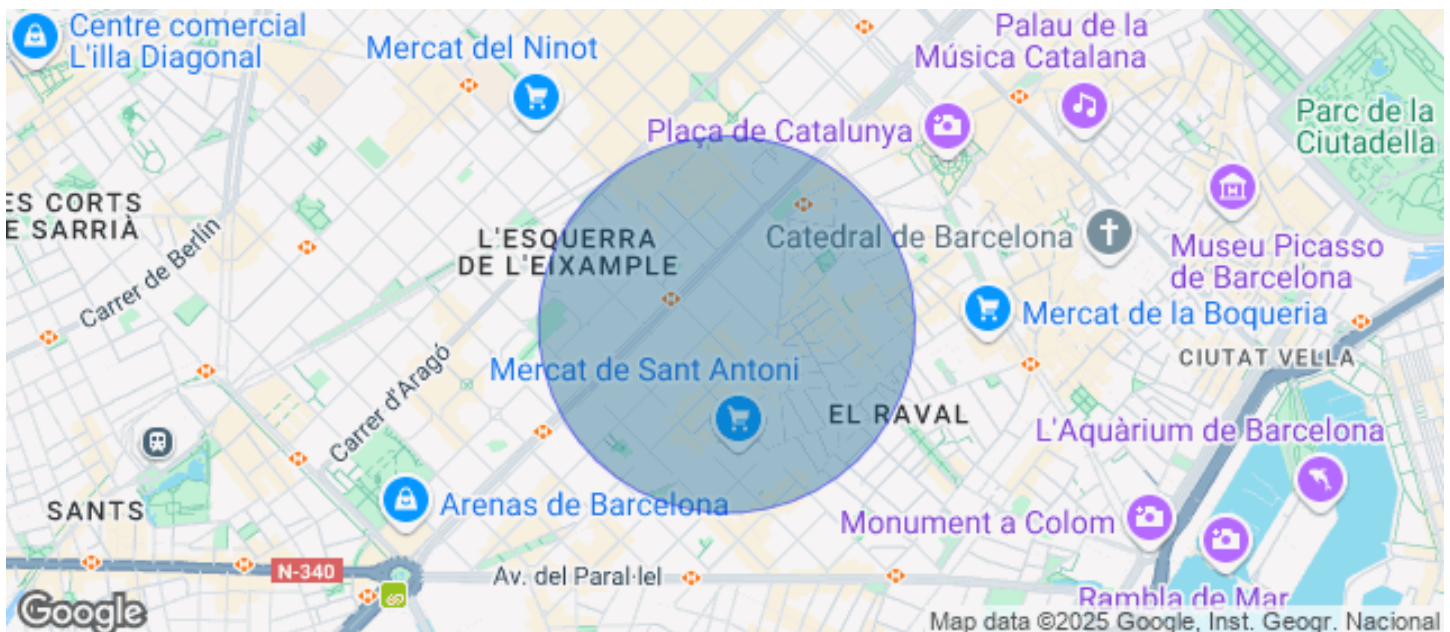 Centre comercial
L'illa Diagonal
Mercat del Ninot
Palau de la
Música Catalana
Plaça de Catalunya
Parc de la
Ciutadella
ES CORTS
E SARRIÀ
L'ESQUERRA
DE L'EIXAMPLE
Catedral de Barcelona
Museu Picasso
de Barcelona
Carrer de Berlín
Mercat de la Boqueria
CIUTAT VELLA
Carrer d'Aragó
Mercat de Sant Antoni
EL RAVAL
L'Aquàrium de Barcelona
SANTS
Arenas de Barcelona
Monument a Colom
N-340
Av. del Paral·lel
Rambla de Mar
Google
Map data ©2025 Google, Inst. Geogr. Nacional